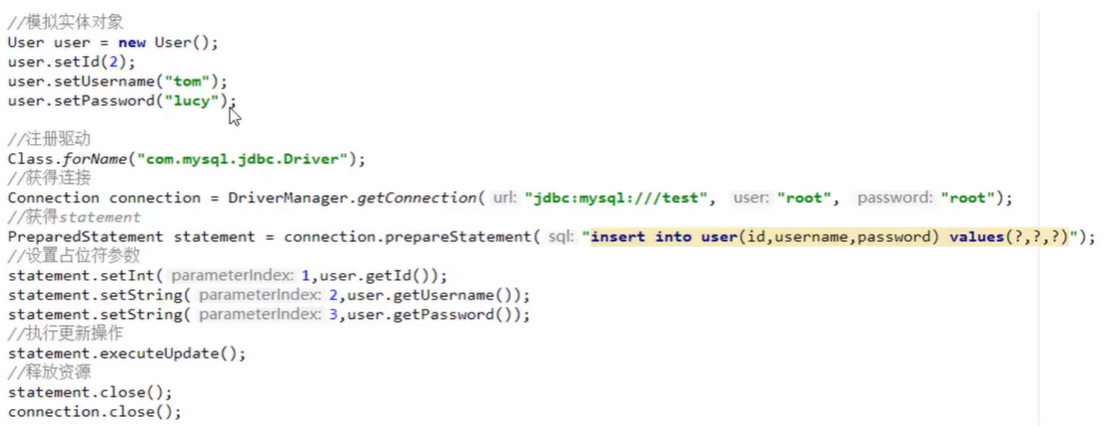 //模拟实体对象
User user = new User();
user.setId(2);
user.setUsername("tom");
user.setPassword("lucy");
//注册驱动
Class.forName("com.mysql.jdbc.Driver");
//获得连接
Connection connection = DriverManager.getConnection( url: "jdbc:mysql:///test", user: "root", password: "root");
//获得statement
PreparedStatement statement = connection.prepareStatement( sql: "insert into user(id,username,password) values(?,?,?)");
//设置占位符参数
statement.setInt( parameterIndex: 1,user.getId());
statement.setString( parameterIndex: 2,user.getUsername());
statement.setString( parameterIndex: 3,user.getPassword());
//执行更新操作
statement.executeUpdate();
//释放资源
statement.close();
connection.close();